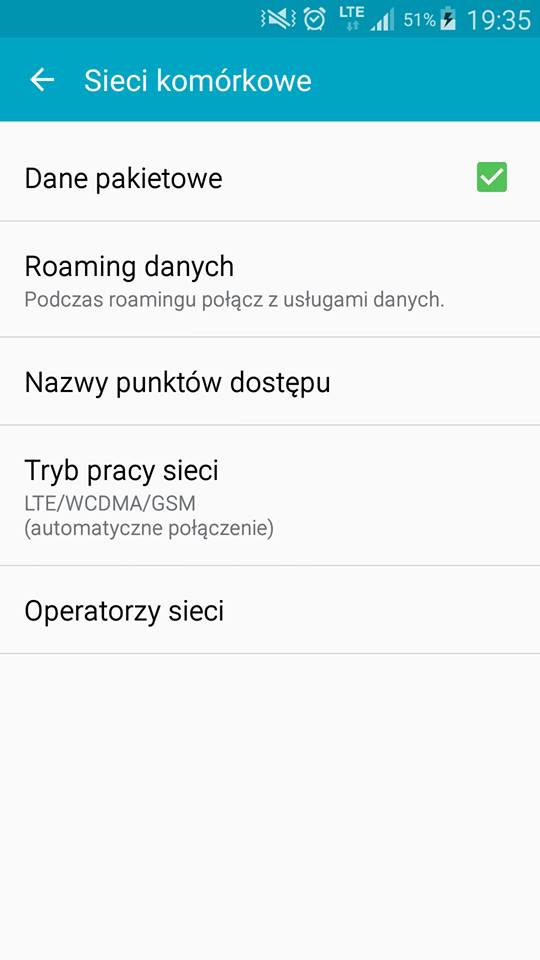 LTE 51% 19:35
Sieci komórkowe
Dane pakietowe
Roaming danych
Podczas roamingu połącz z usługami danych.
Nazwy punktów dostępu
Tryb pracy sieci
LTE/WCDMA/GSM
(automatyczne połączenie)
Operatorzy sieci